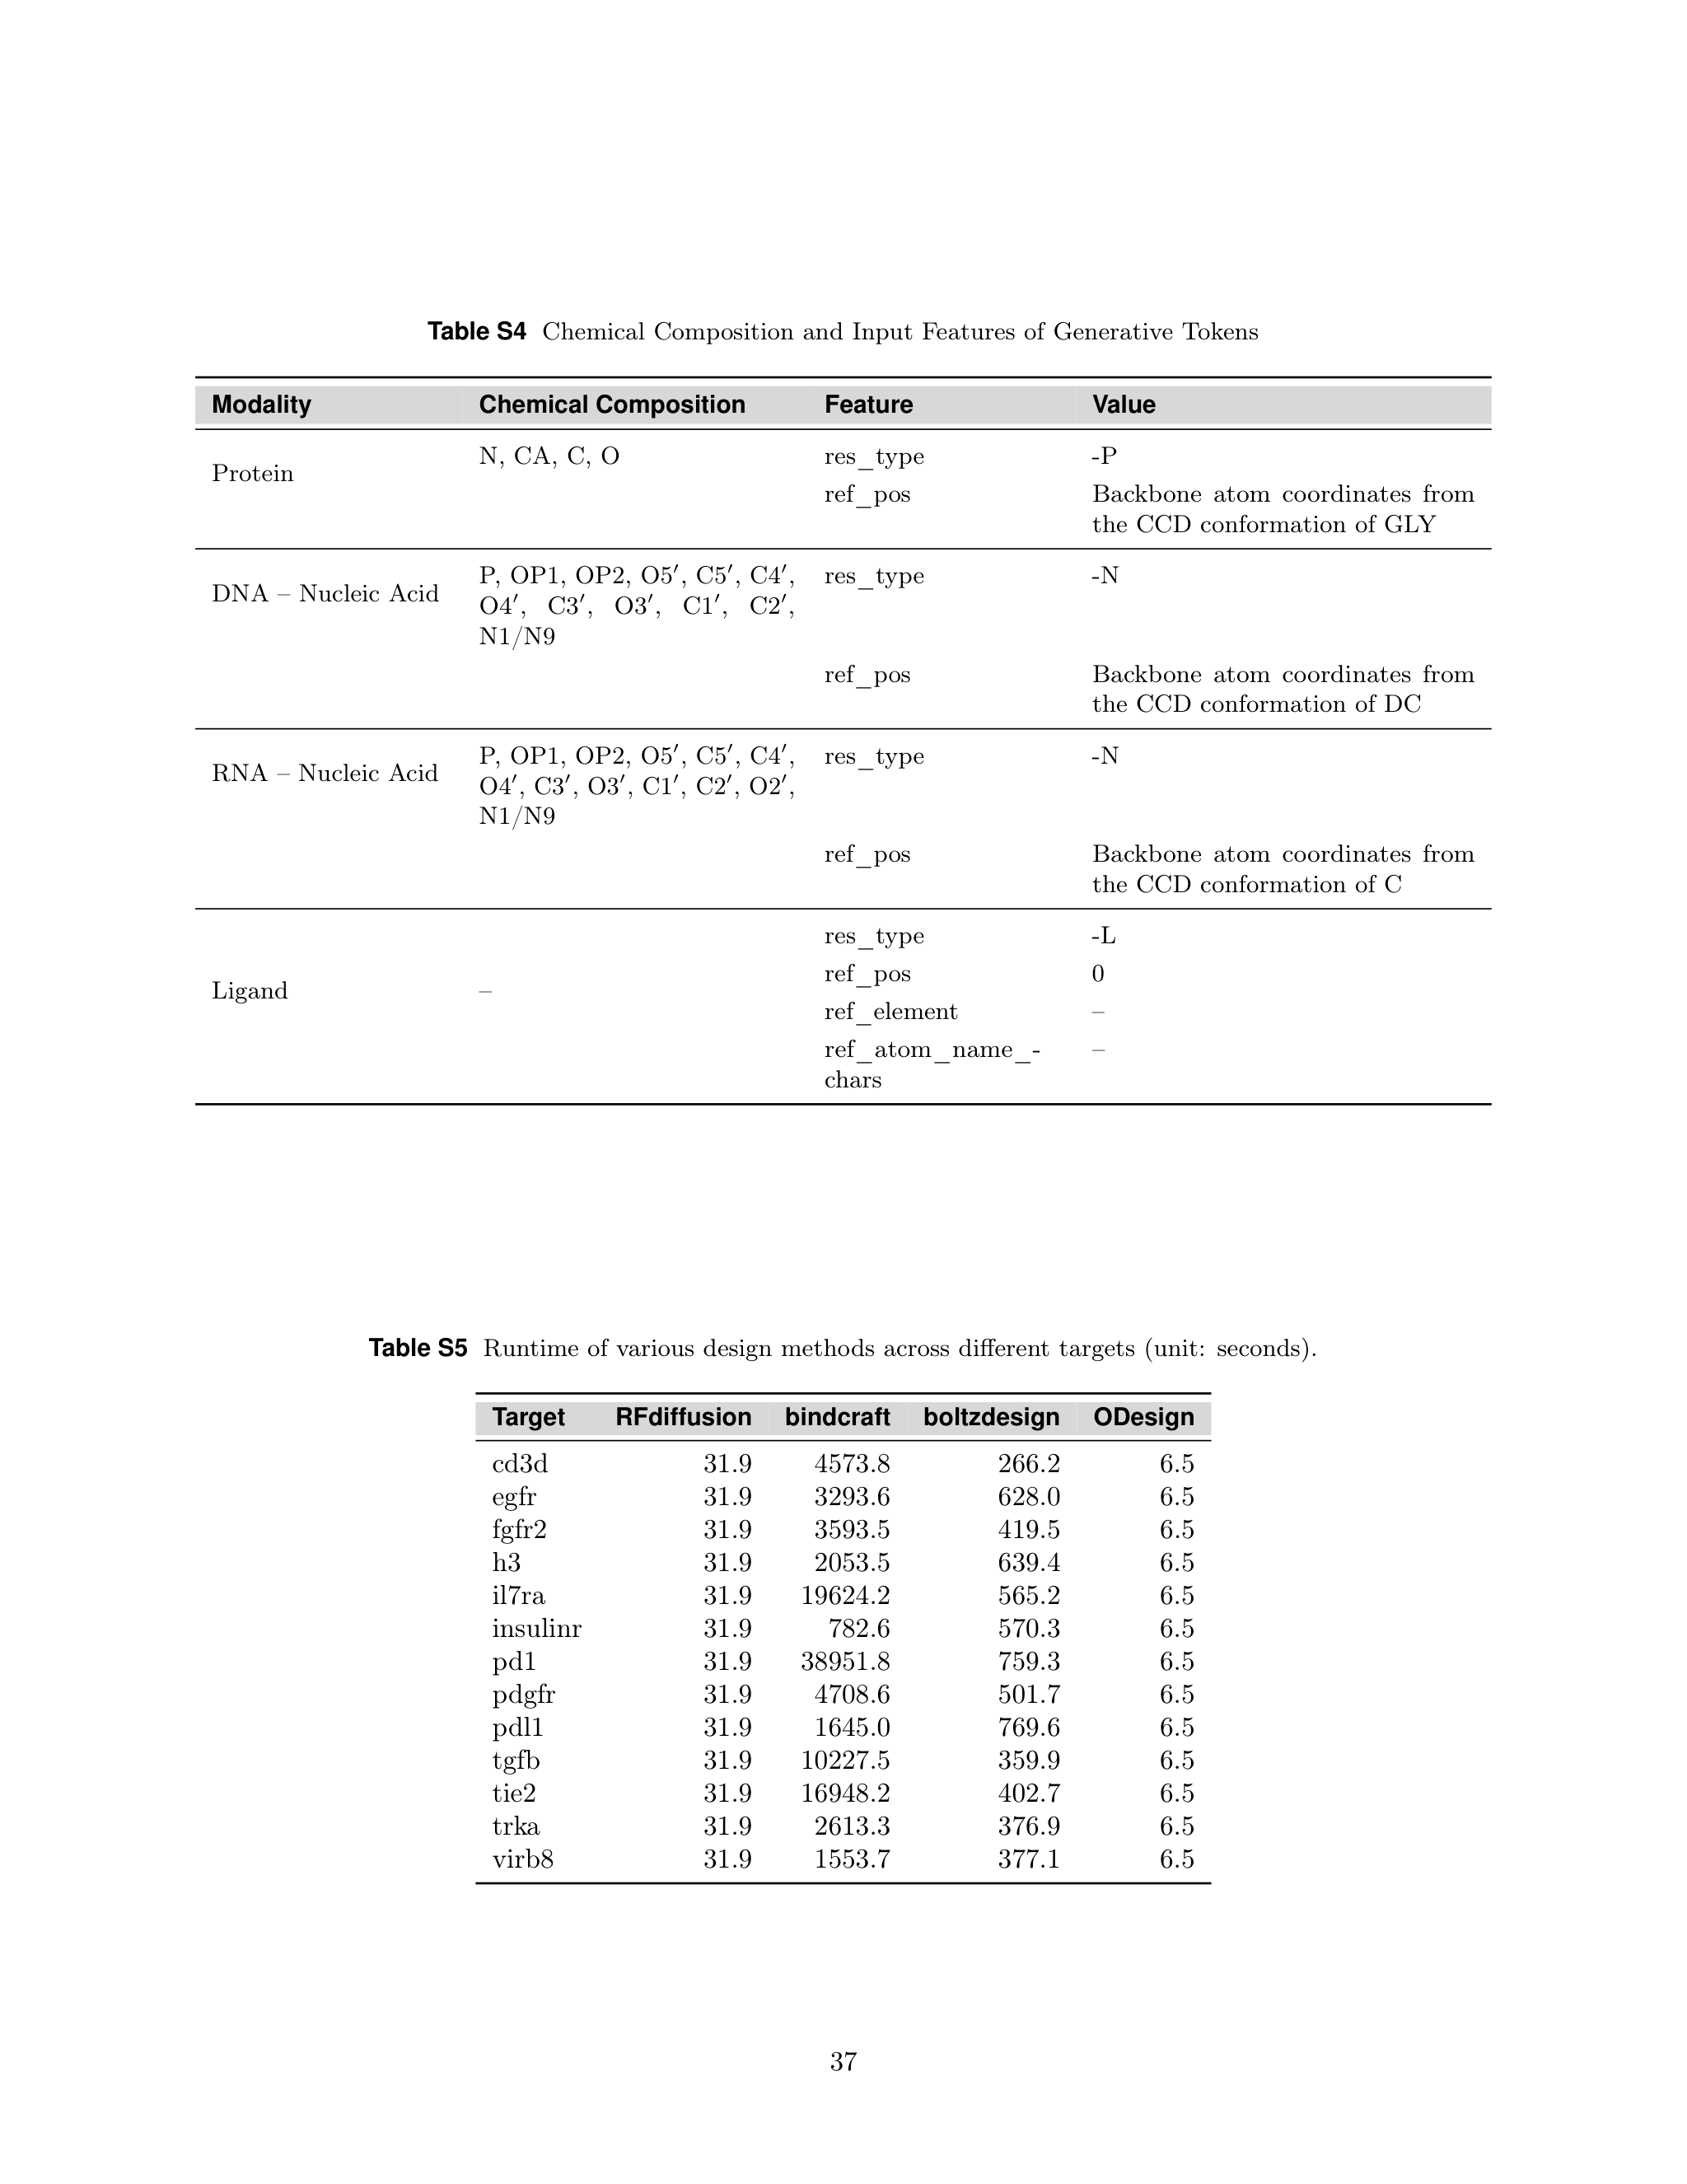 Table S4 Chemical Composition and Input Features of Generative Tokens
Modality Chemical Composition Feature Value
Protein N, CA, C, O res_type -P
ref_pos Backbone atom coordinates from
the CCD conformation of GLY
DNA – Nucleic Acid P, OP1, OP2, O5′, C5′, C4′, res_type -N
O4′, C3′, O3′, C1′, C2′,
N1/N9
ref_pos Backbone atom coordinates from
the CCD conformation of DC
RNA – Nucleic Acid P, OP1, OP2, O5′, C5′, C4′, res_type -N
O4′, C3′, O3′, C1′, C2′, O2′,
N1/N9
ref_pos Backbone atom coordinates from
the CCD conformation of C
Ligand – res_type -L
ref_pos 0
ref_element –
ref_atom_name_- –
chars
Table S5 Runtime of various design methods across different targets (unit: seconds).
Target RFdiffusion bindcraft boltzdesign ODesign
cd3d 31.9 4573.8 266.2 6.5
egfr 31.9 3293.6 628.0 6.5
fgfr2 31.9 3593.5 419.5 6.5
h3 31.9 2053.5 639.4 6.5
il7ra 31.9 19624.2 565.2 6.5
insulinr 31.9 782.6 570.3 6.5
pd1 31.9 38951.8 759.3 6.5
pdgfr 31.9 4708.6 501.7 6.5
pdl1 31.9 1645.0 769.6 6.5
tgfb 31.9 10227.5 359.9 6.5
tie2 31.9 16948.2 402.7 6.5
trka 31.9 2613.3 376.9 6.5
virb8 31.9 1553.7 377.1 6.5
37